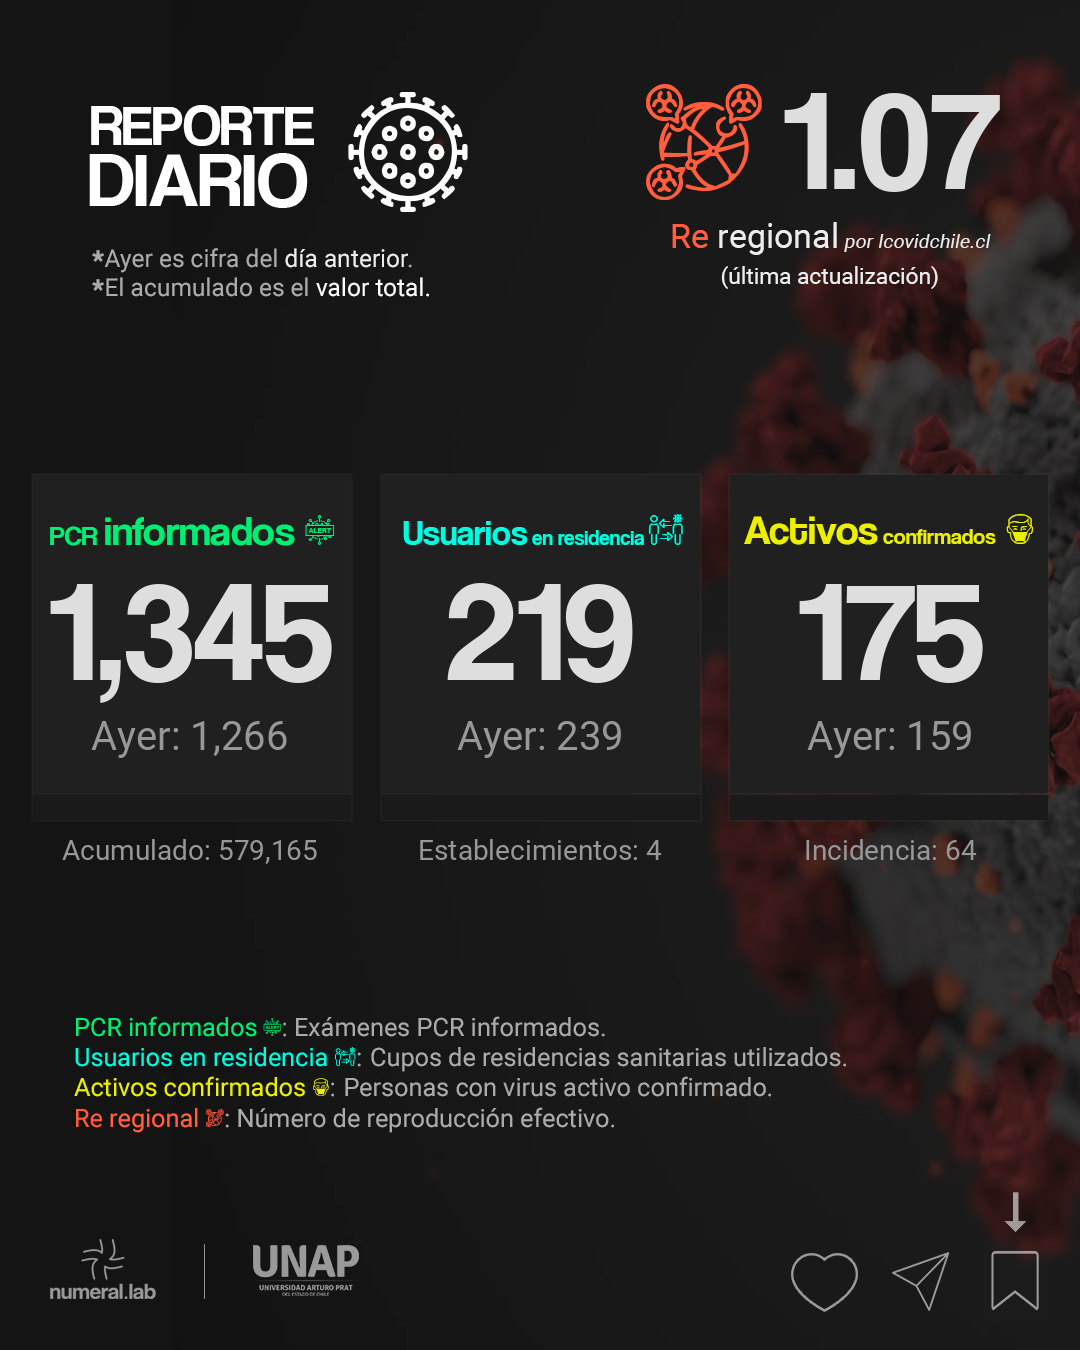 REPORTE
DIARIO
*Ayer es cifra del día anterior.
*El acumulado es el valor total.
1.07
Re regional por Icovidchile.cl
(última actualización)
PCR informados ALERT
1,345
Ayer: 1,266
Acumulado: 579,165
Usuarios en residencia
219
Ayer: 239
Establecimientos: 4
Activos confirmados
175
Ayer: 159
Incidencia: 64
PCR informados ALERT: Exámenes PCR informados.
Usuarios en residencia : Cupos de residencias sanitarias utilizados.
Activos confirmados : Personas con virus activo confirmado.
Re regional : Número de reproducción efectivo.
numeral.lab
UNAP
UNIVERSIDAD ARTURO PRAT
DEL ESTADO DE CHILE